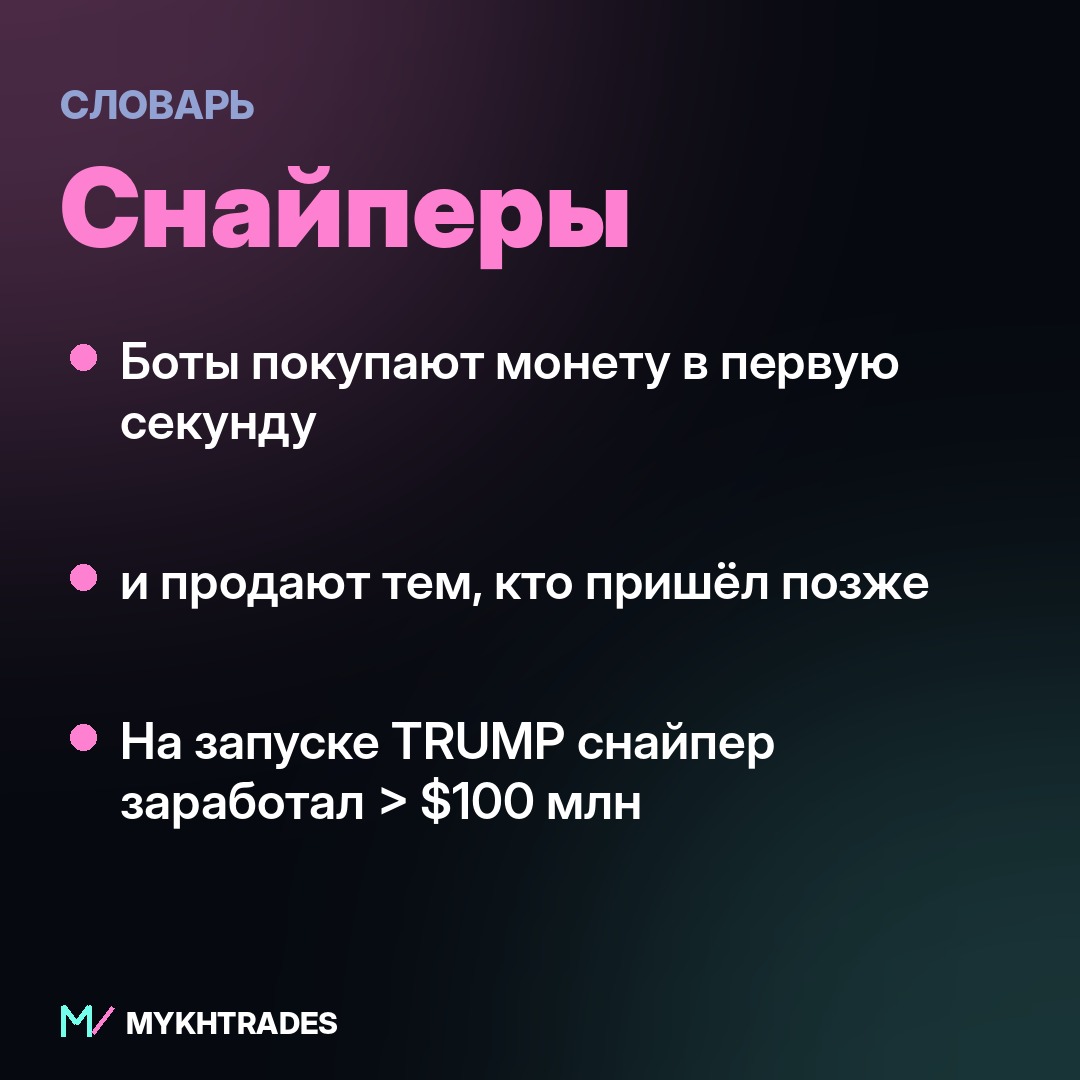 СЛОВАРЬ
Снайперы
Боты покупают монету в первую
секунду
и продают тем, кто пришёл позже
На запуске TRUMP снайпер
заработал > $100 млн
MYKHTRADES